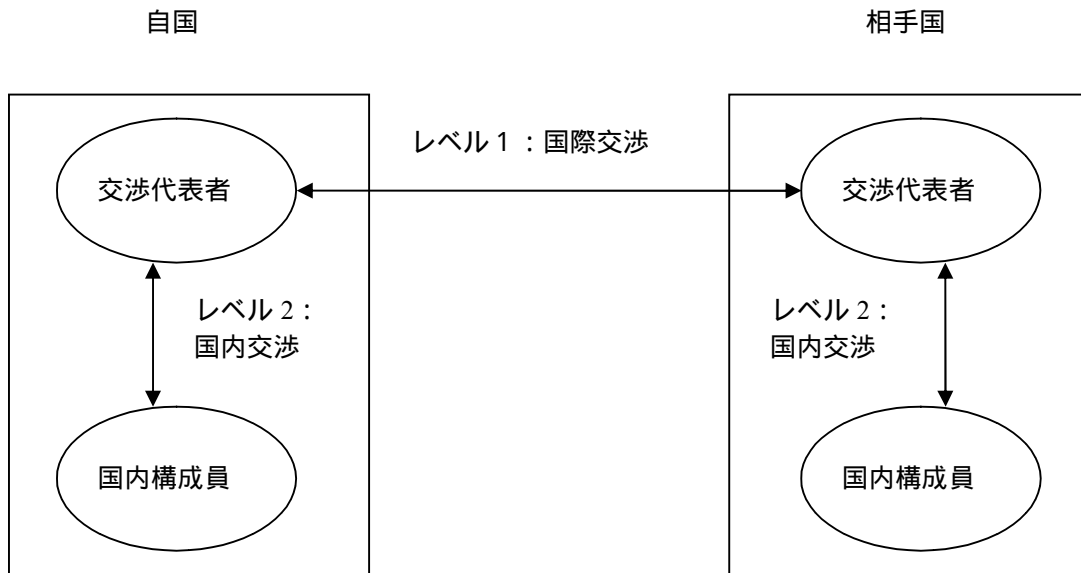 自国
相手国
レベル１：国際交渉
交渉代表者
交渉代表者
レベル 2：
国内交渉
レベル 2：
国内交渉
国内構成員
国内構成員